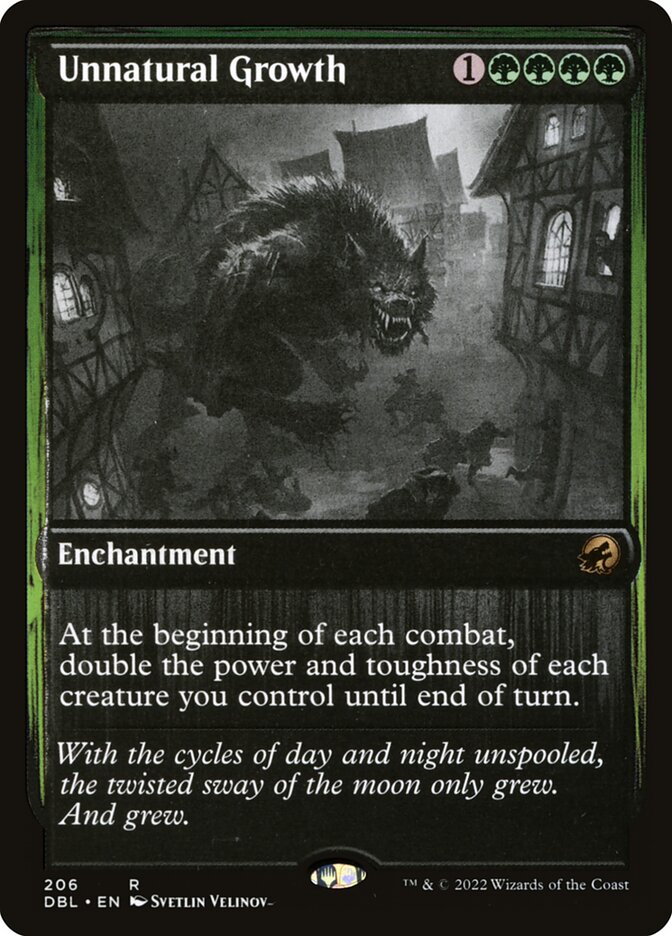 Unnatural Growth 1
Enchantment
At the beginning of each combat,
double the power and toughness of each
creature you control until end of turn.
With the cycles of day and night unspooled,
the twisted sway of the moon only grew.
And grew.
206 R
DBL • EN Svetlin Velinov
™ & © 2022 Wizards of the Coast